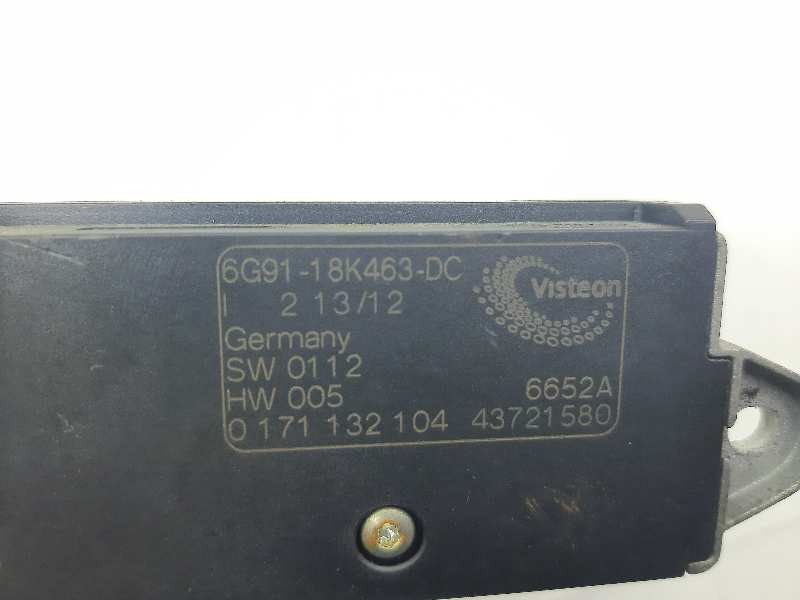 6G91-18K463-DC
Visteon
I 2 13/12
Germany
SW 0112
HW 005 6652A
0 171 132 104 43721580